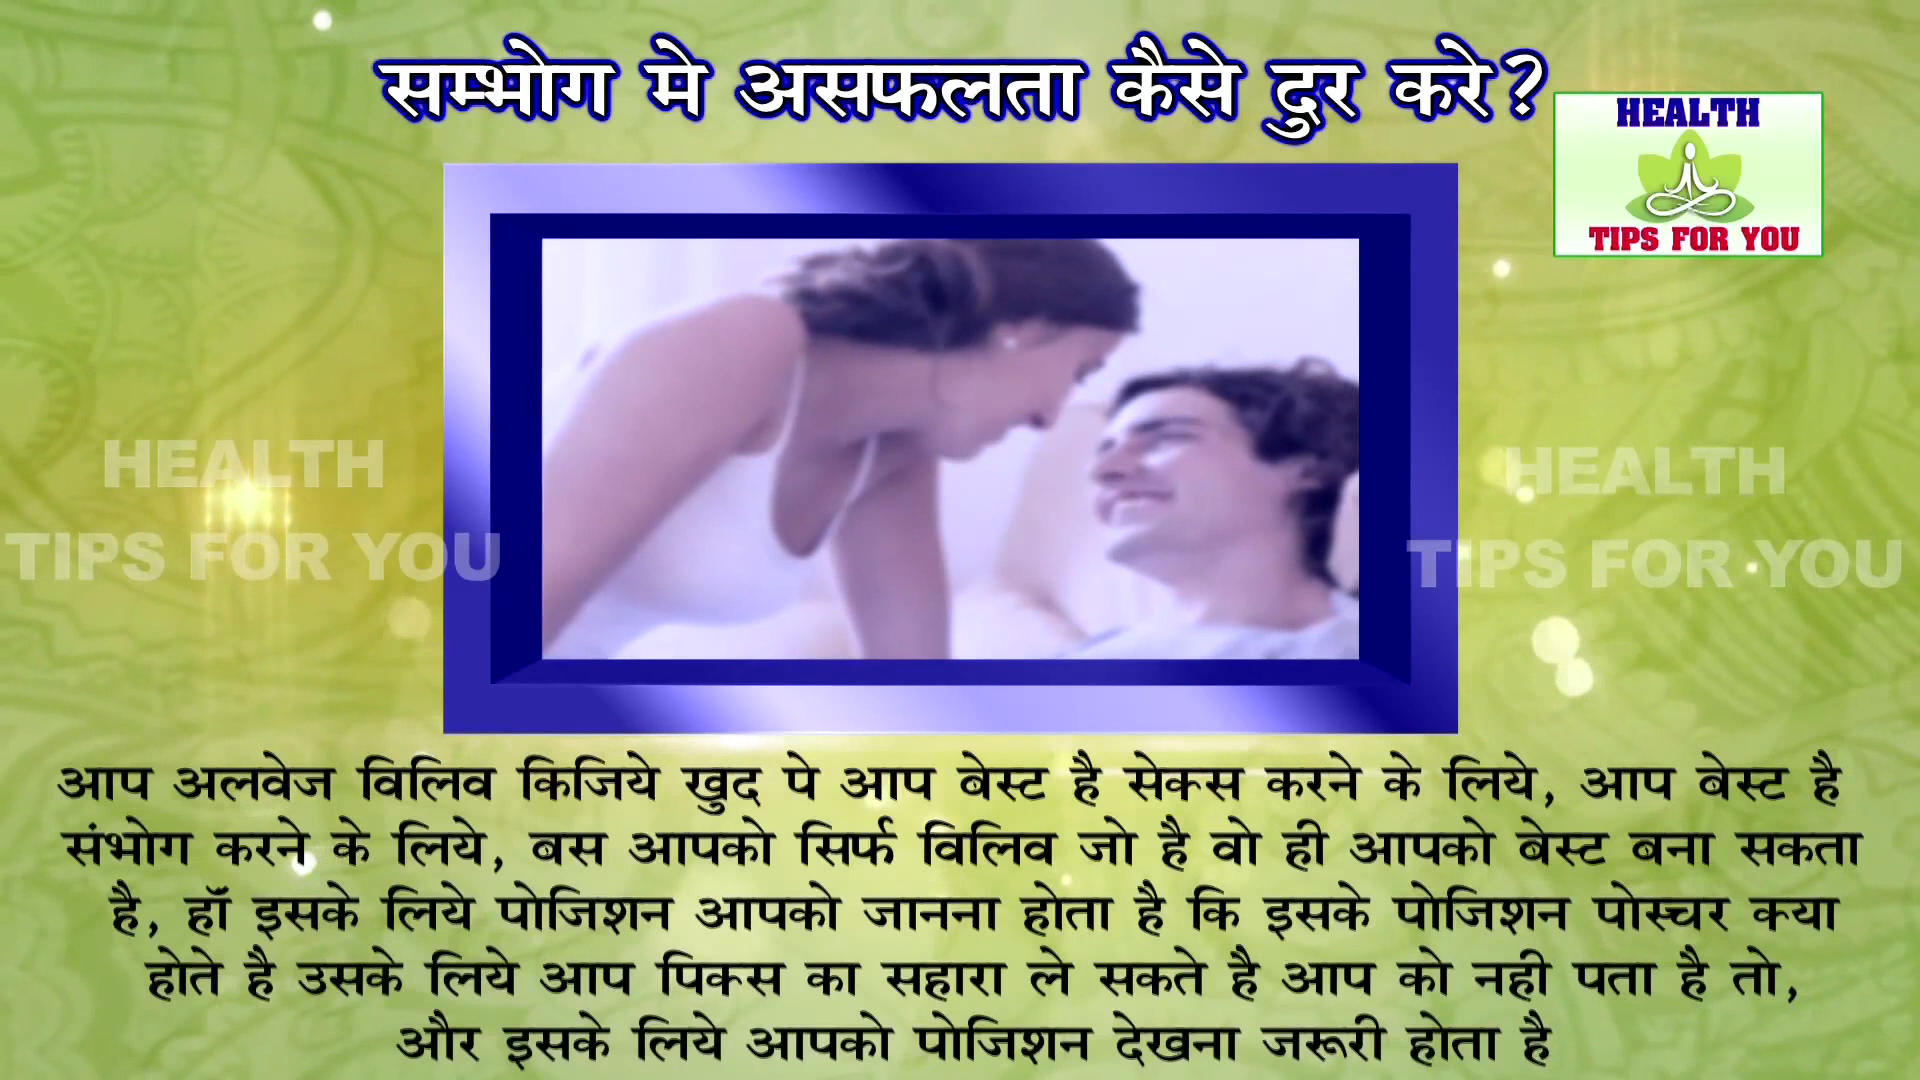 सम्भोग मे असफलता कैसे दुर करे?
HEALTH
TIPS FOR YOU
HEALTH
TIPS FOR YOU
HEALTH
TIPS FOR YOU
आप अलवेज विलिव किजिये खुद पे आप बेस्ट है सेक्स करने के लिये, आप बेस्ट है
संभोग करने के लिये, बस आपको सिर्फ विलिव जो है वो ही आपको बेस्ट बना सकता
है, हॉं इसके लिये पोजिशन आपको जानना होता है कि इसके पोजिशन पोस्चर क्या
होते है उसके लिये आप पिक्स का सहारा ले सकते है आप को नही पता है तो,
और इसके लिये आपको पोजिशन देखना जरूरी होता है